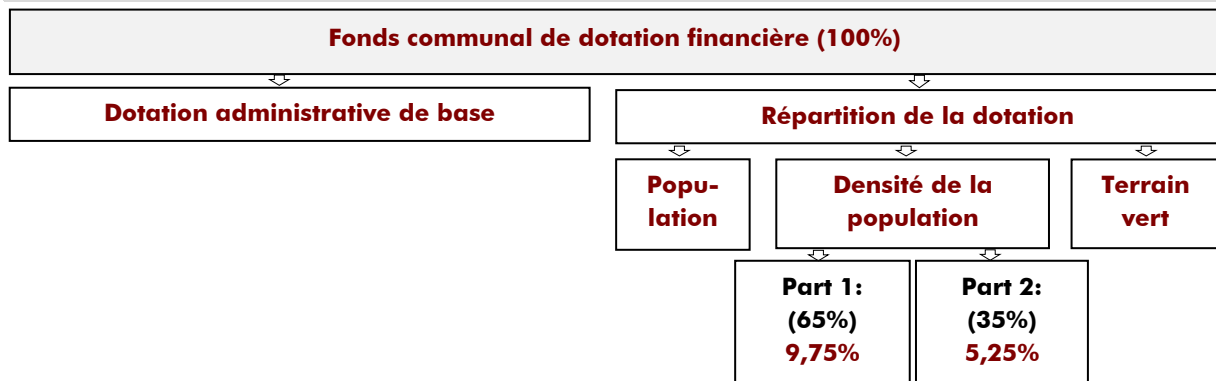 Fonds communal de dotation financière (100%)
Dotation administrative de base
Répartition de la dotation
Popu-
lation
Densité de la
population
Terrain
vert
Part 1:
(65%)
9,75%
Part 2:
(35%)
5,25%